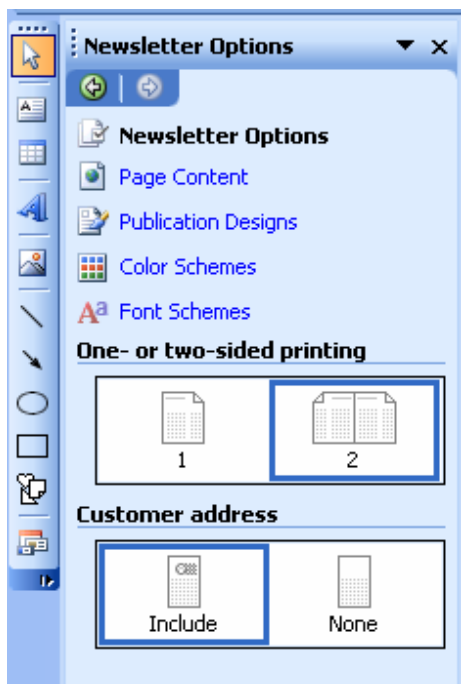 Newsletter Options
Newsletter Options
Page Content
Publication Designs
Color Schemes
Font Schemes
One- or two-sided printing
1 2
Customer address
Include None